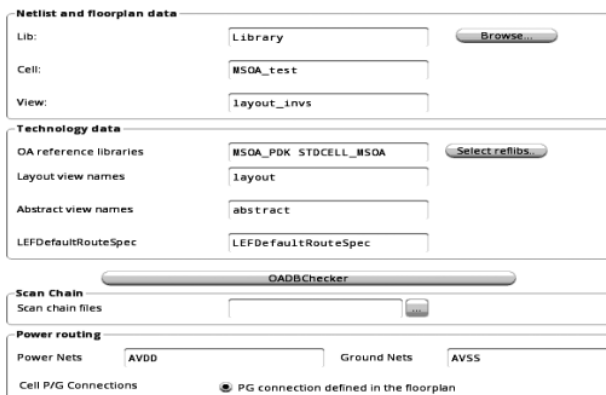 Netlist and floorplan data
Lib: Library Browse...
Cell: MSOA_test
View: layout_invs
Technology data
OA reference libraries MSOA_PDK STDCELL_MSOA Select reflibs..
Layout view names layout
Abstract view names abstract
LEFDefaultRouteSpec LEFDefaultRouteSpec
OADBChecker
Scan Chain
Scan chain files ...
Power routing
Power Nets AVDD Ground Nets AVSS
Cell P/G Connections PG connection defined in the floorplan